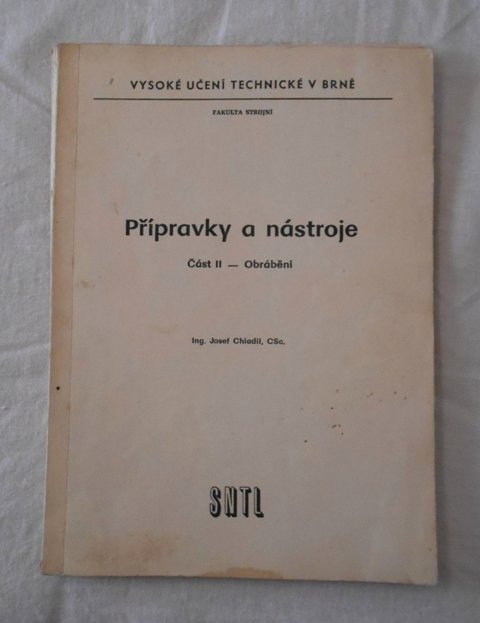 VYSOKÉ UČENÍ TECHNICKÉ V BRNĚ
FAKULTA STROJNÍ
Přípravky a nástroje
Část II — Obrábění
Ing. Josef Chladil, CSc.
SNTL